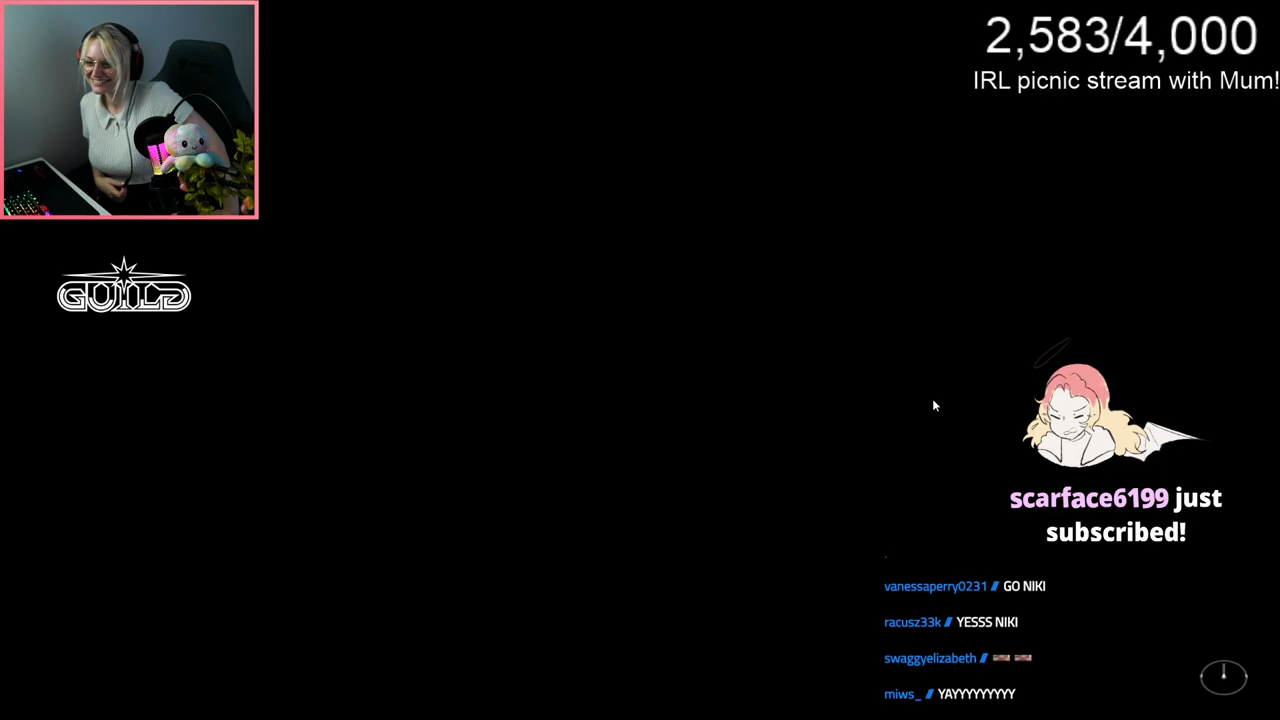 2,583/4,000
IRL picnic stream with Mum!
GUILD
scarface6199 just
subscribed!
vanessaperry0231 // GO NIKI
racusz33k // YESSS NIKI
swaggyelizabeth //
miws_ // YAYYYYYYYYY